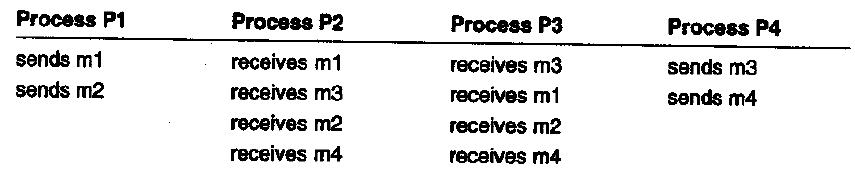 Process P1 Process P2 Process P3 Process P4
sends m1 receives m1 receives m3 sends m3
sends m2 receives m3 receives m1 sends m4
receives m2 receives m2
receives m4 receives m4